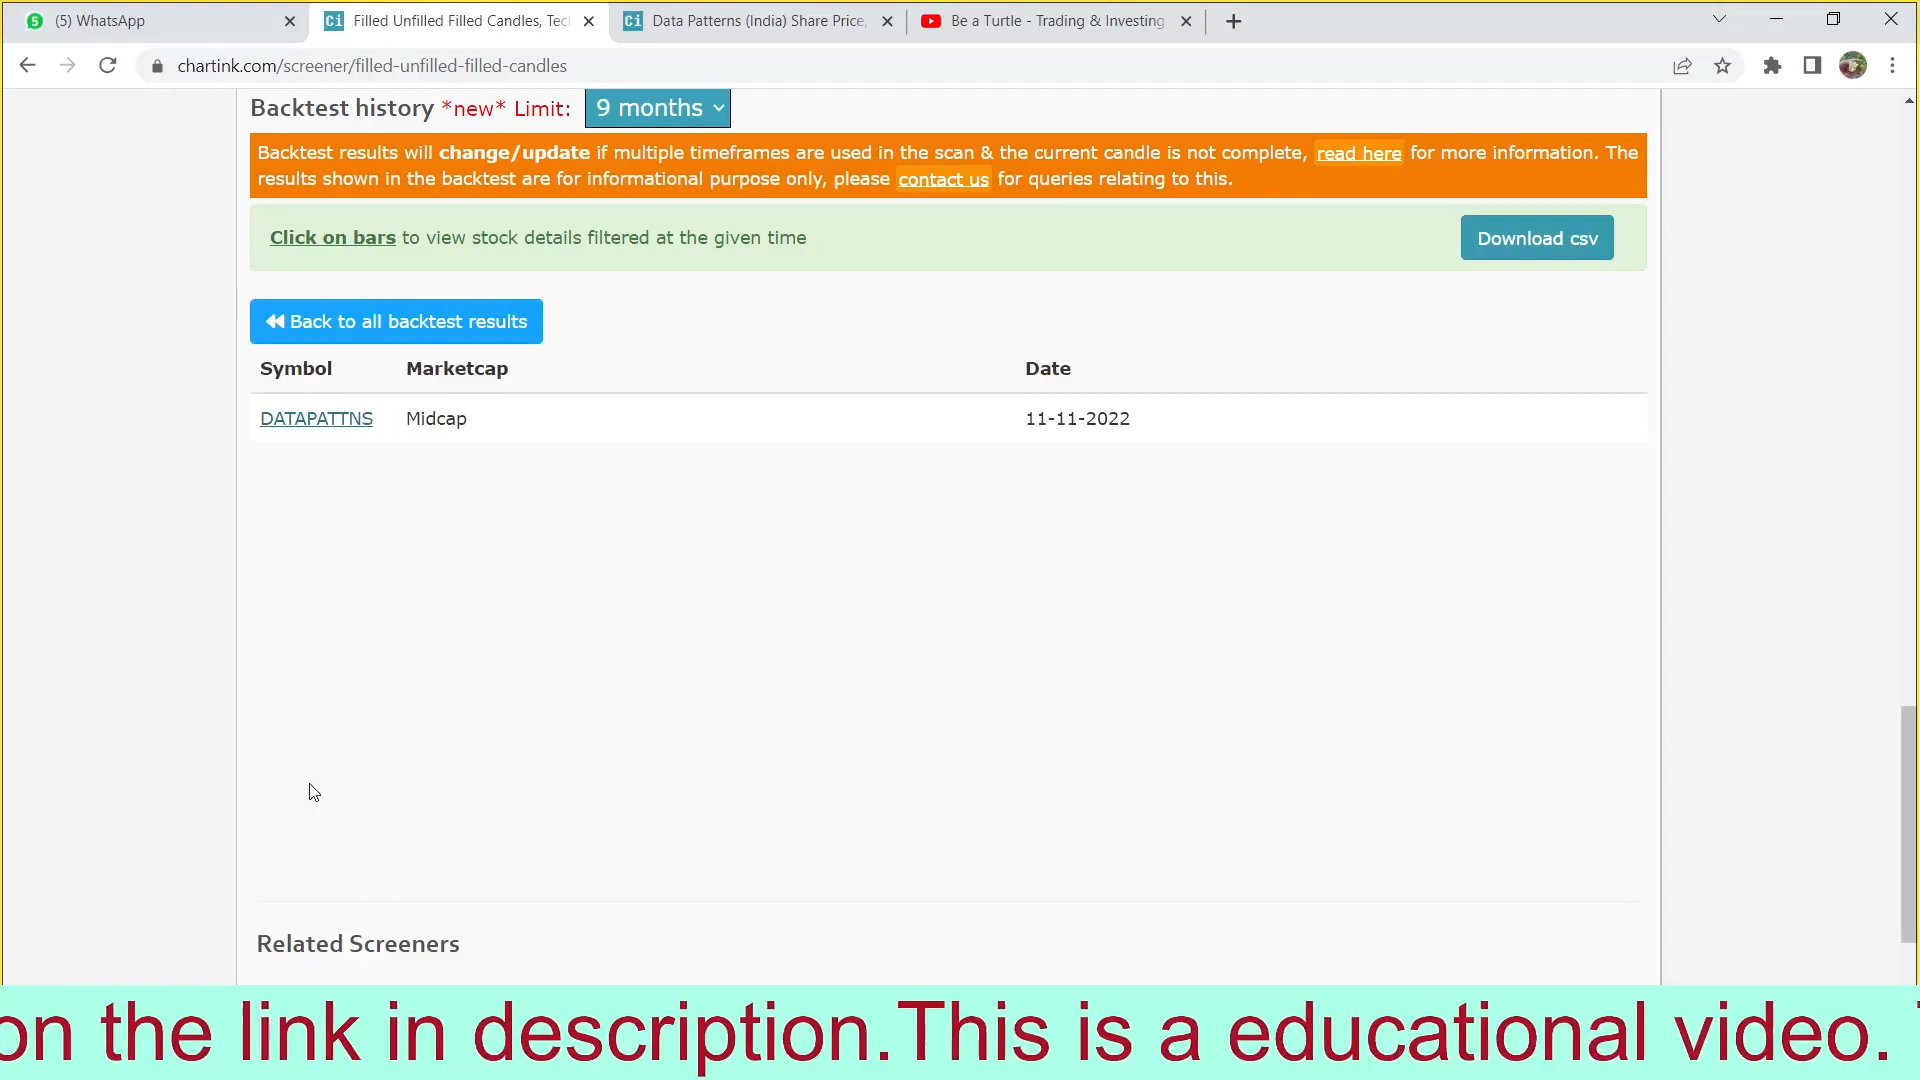 (5) WhatsApp
Filled Unfilled Filled Candles, Tec
Data Patterns (India) Share Price,
Be a Turtle - Trading & Investing
chartink.com/screener/filled-unfilled-filled-candles
Backtest history *new* Limit: 9 months
Backtest results will change/update if multiple timeframes are used in the scan & the current candle is not complete, read here for more information. The
results shown in the backtest are for informational purpose only, please contact us for queries relating to this.
Click on bars to view stock details filtered at the given time
Download csv
Back to all backtest results
Symbol Marketcap Date
DATAPATTNS Midcap 11-11-2022
Related Screeners
on the link in description.This is a educational video.